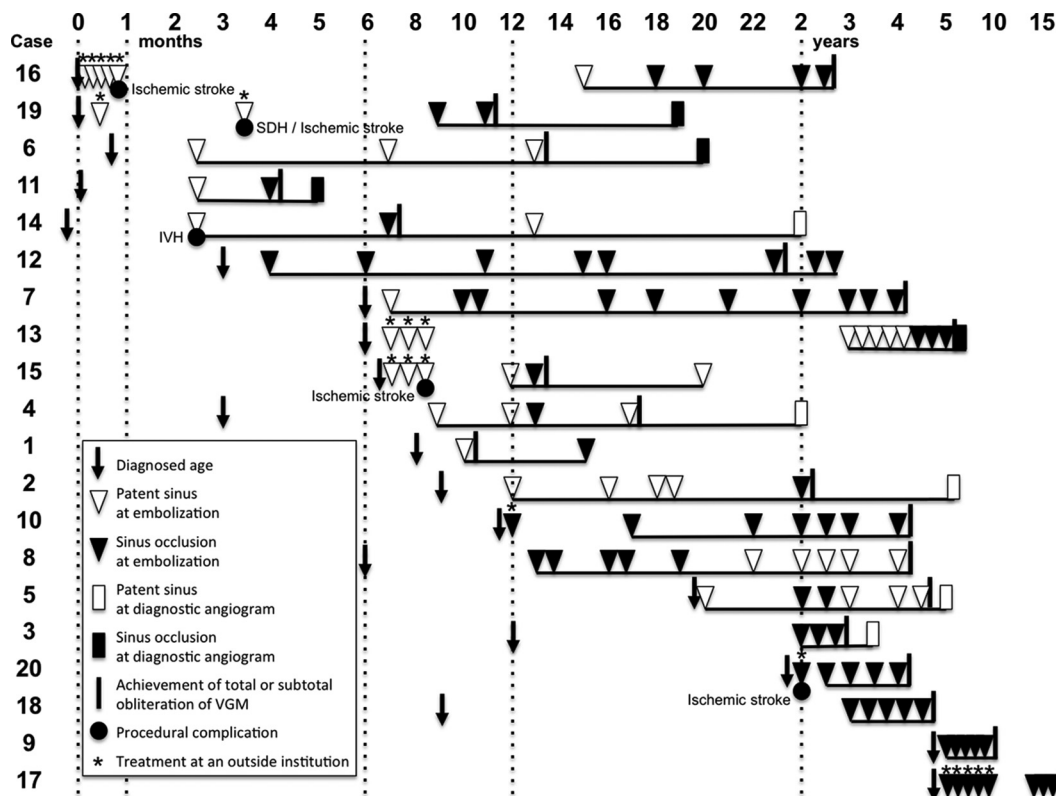 0 1 2 4 6 8 10 12 14 16 18 20 22 2 3 4 5 10 15
Case months years
16
Ischemic stroke
19
SDH / Ischemic stroke
6
11
14
IVH
12
7
13
15
Ischemic stroke
4
1
2
10
8
5
3
20
Ischemic stroke
18
9
17
Diagnosed age
Patent sinus
at embolization
Sinus occlusion
at embolization
Patent sinus
at diagnostic angiogram
Sinus occlusion
at diagnostic angiogram
Achievement of total or subtotal
obliteration of VGM
Procedural complication
* Treatment at an outside institution